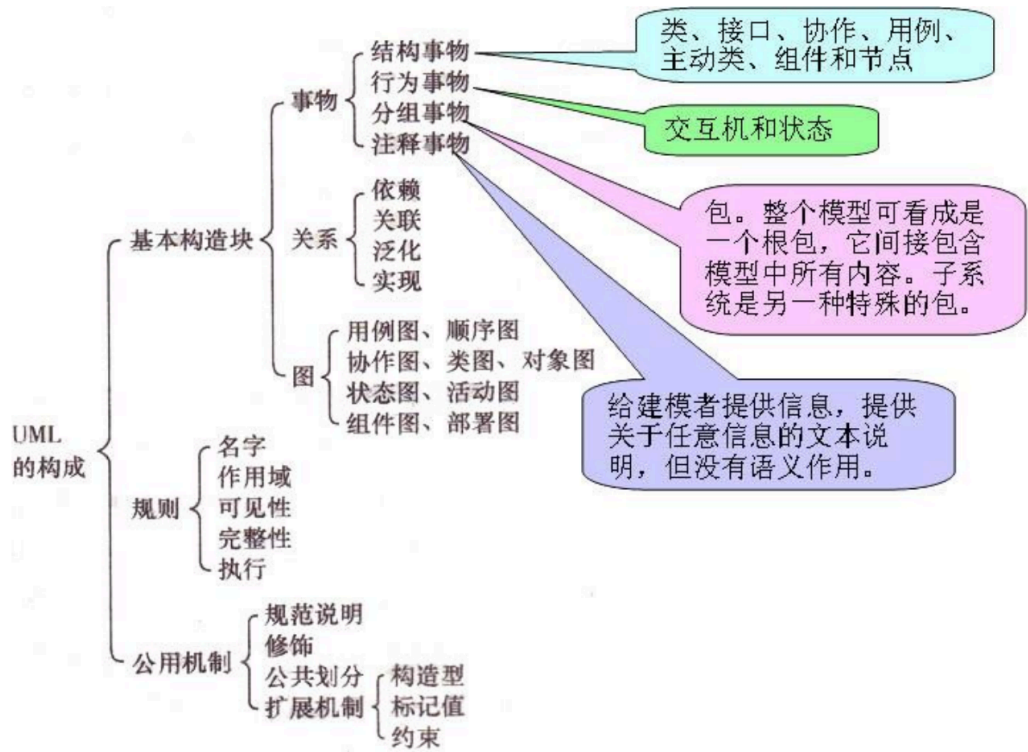 类、接口、协作、用例、
主动类、组件和节点
交互机和状态
包。整个模型可看成是
一个根包，它间接包含
模型中所有内容。子系
统是另一种特殊的包。
给建模者提供信息，提供
关于任意信息的文本说
明，但没有语义作用。
UML
的构成
基本构造块
事物
结构事物
行为事物
分组事物
注释事物
关系
依赖
关联
泛化
实现
图
用例图、顺序图
协作图、类图、对象图
状态图、活动图
组件图、部署图
规则
名字
作用域
可见性
完整性
执行
公用机制
规范说明
修饰
公共划分
扩展机制
构造型
标记值
约束